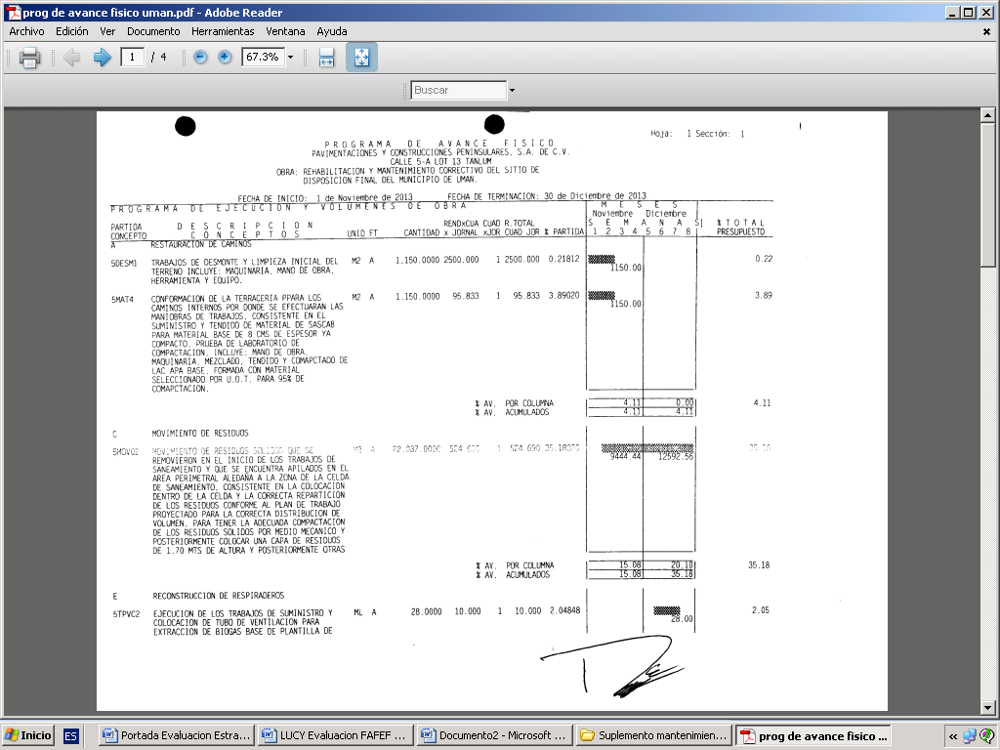 prog de avance fisico uman.pdf - Adobe Reader
Archivo Edición Ver Documento Herramientas Ventana Ayuda
1 / 4 67.3%
Buscar
Hoja: 1 Sección: 1
PROGRAMA DE AVANCE FISICO
PAVIMENTACIONES Y CONSTRUCCIONES PENINSULARES, S.A. DE C.V.
CALLE 5-A LOT 13 TANLUM
OBRA: REHABILITACION Y MANTENIMIENTO CORRECTIVO DEL SITIO DE
DISPOSICION FINAL DEL MUNICIPIO DE UMAN.
FECHA DE INICIO: 1 de Noviembre de 2013 FECHA DE TERMINACION: 30 de Diciembre de 2013
PROGRAMA DE EJECUCION Y VOLUMENES DE OBRA MESES
Noviembre Diciembre
PARTIDA DESCRIPCION RENDxCUA CUAD R.TOTAL SEMANAS % TOTAL
CONCEPTO CONCEPTOS UNID FT CANTIDAD x JORNAL xJOR CUAD JOR % PARTIDA 1 2 3 4 5 6 7 8 PRESUPUESTO
A RESTAURACION DE CAMINOS
5DESM1 TRABAJOS DE DESMONTE Y LIMPIEZA INICIAL DEL M2 A 1.150.0000 2500.000 1 2500.000 0.21812 0.22
TERRENO INCLUYE: MAQUINARIA, MANO DE OBRA, 1150.00
HERRAMIENTA Y EQUIPO.
5MAT4 CONFORMACION DE LA TERRACERIA PPARA LOS M2 A 1.150.0000 95.833 1 95.833 3.89020 3.89
CAMINOS INTERNOS POR DONDE SE EFECTUARAN LAS 1150.00
MANIOBRAS DE TRABAJOS, CONSISTENTE EN EL
SUMINISTRO Y TENDIDO DE MATERIAL DE SASCAB
PARA MATERIAL BASE DE 8 CMS DE ESPESOR YA
COMPACTO, PRUEBA DE LABORATORIO DE
COMPACTACION, INCLUYE: MANO DE OBRA,
MAQUINARIA, MEZCLADO, TENDIDO Y COMAPCTADO DE
LAC APA BASE, FORMADA CON MATERIAL
SELECCIONADO POR U.O.T. PARA 95% DE
COMAPCTACION.
% AV. POR COLUMNA 4.11 0.00 4.11
% AV. ACUMULADOS 4.11 4.11
C MOVIMIENTO DE RESIDUOS
5MOV02 MOVIMIENTO DE RESIDUOS SOLIDOS QUE SE M3 A 22.037.0000 524.690 1 524.690 35.18 35.18
REMOVIERON EN EL INICIO DE LOS TRABAJOS DE 9444.44 12592.56
SANEAMIENTO Y QUE SE ENCUENTRA APILADOS EN EL
AREA PERIMETRAL ALEDAÑA A LA ZONA DE LA CELDA
DE SANEAMIENTO, CONSISTENTE EN LA COLOCACION
DENTRO DE LA CELDA Y LA CORRECTA REPARTICION
DE LOS RESIDUOS CONFORME AL PLAN DE TRABAJO
PROYECTADO PARA LA CORRECTA DISTRIBUCION DE
VOLUMEN, PARA TENER LA ADECUADA COMPACTACION
DE LOS RESIDUOS SOLIDOS POR MEDIO MECANICO Y
POSTERIORMENTE COLOCAR UNA CAPA DE RESIDUOS
DE 1.70 MTS DE ALTURA Y POSTERIORMENTE OTRAS
% AV. POR COLUMNA 15.08 20.10 35.18
% AV. ACUMULADOS 15.08 35.18
E RECONSTRUCCION DE RESPIRADEROS
5TPVC2 EJECUCION DE LOS TRABAJOS DE SUMINISTRO Y ML A 28.0000 10.000 1 10.000 2.04848 2.05
COLOCACION DE TUBO DE VENTILACION PARA 28.00
EXTRACCION DE BIOGAS BASE DE PLANTILLA DE
Inicio ES Portada Evaluacion Estra... LUCY Evaluacion FAFEF ... Documento2 - Microsoft ... Suplemento mantenimien... prog de avance fisico ... «